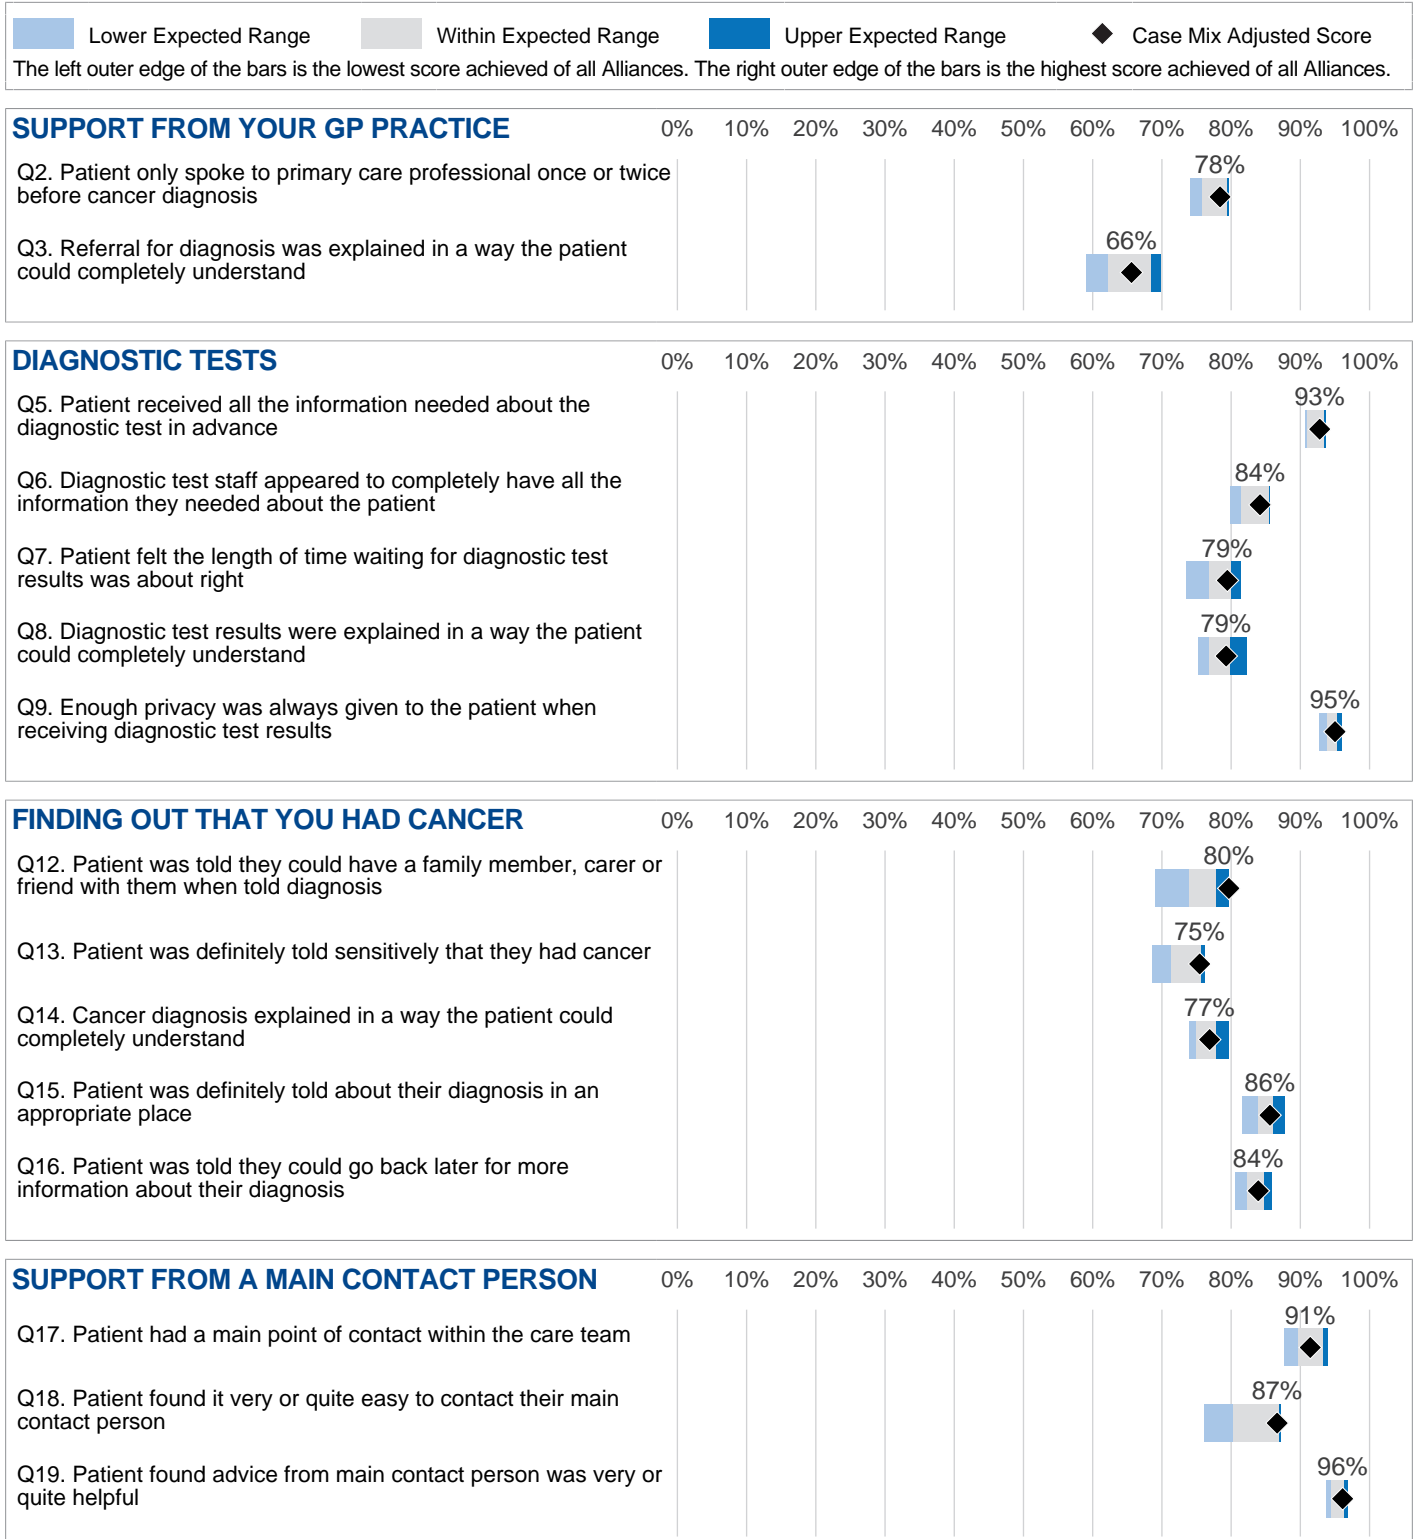 Lower Expected Range Within Expected Range Upper Expected Range Case Mix Adjusted Score
The left outer edge of the bars is the lowest score achieved of all Alliances. The right outer edge of the bars is the highest score achieved of all Alliances.
SUPPORT FROM YOUR GP PRACTICE 0% 10% 20% 30% 40% 50% 60% 70% 80% 90% 100%
Q2. Patient only spoke to primary care professional once or twice
before cancer diagnosis
78%
Q3. Referral for diagnosis was explained in a way the patient
could completely understand
66%
DIAGNOSTIC TESTS 0% 10% 20% 30% 40% 50% 60% 70% 80% 90% 100%
Q5. Patient received all the information needed about the
diagnostic test in advance
93%
Q6. Diagnostic test staff appeared to completely have all the
information they needed about the patient
84%
Q7. Patient felt the length of time waiting for diagnostic test
results was about right
79%
Q8. Diagnostic test results were explained in a way the patient
could completely understand
79%
Q9. Enough privacy was always given to the patient when
receiving diagnostic test results
95%
FINDING OUT THAT YOU HAD CANCER 0% 10% 20% 30% 40% 50% 60% 70% 80% 90% 100%
Q12. Patient was told they could have a family member, carer or
friend with them when told diagnosis
80%
Q13. Patient was definitely told sensitively that they had cancer
75%
Q14. Cancer diagnosis explained in a way the patient could
completely understand
77%
Q15. Patient was definitely told about their diagnosis in an
appropriate place
86%
Q16. Patient was told they could go back later for more
information about their diagnosis
84%
SUPPORT FROM A MAIN CONTACT PERSON 0% 10% 20% 30% 40% 50% 60% 70% 80% 90% 100%
Q17. Patient had a main point of contact within the care team
91%
Q18. Patient found it very or quite easy to contact their main
contact person
87%
Q19. Patient found advice from main contact person was very or
quite helpful
96%